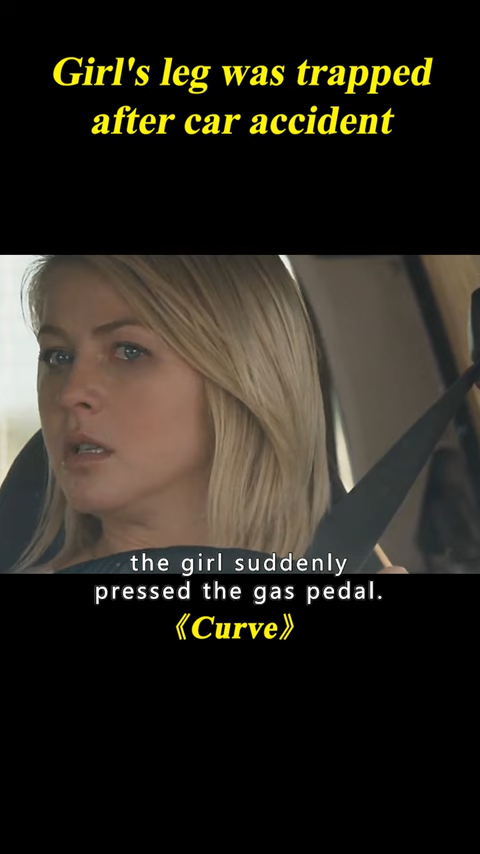 Girl's leg was trapped
after car accident
the girl suddenly
pressed the gas pedal.
《Curve》